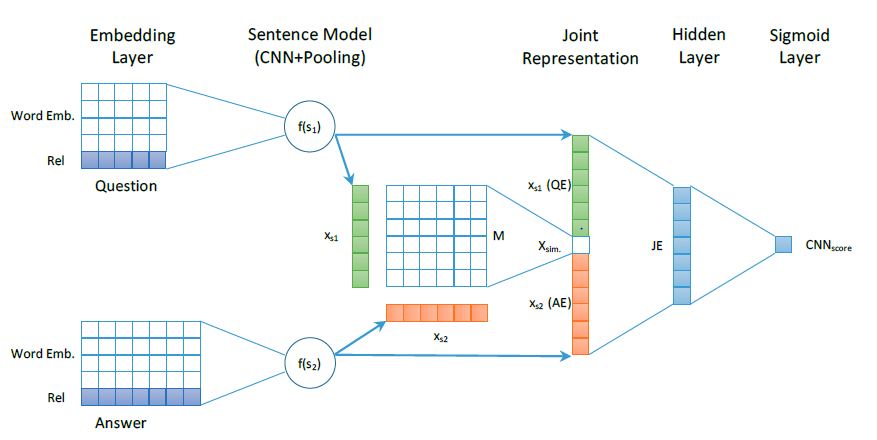 Embedding
Layer
Sentence Model
(CNN+Pooling)
Joint
Representation
Hidden
Layer
Sigmoid
Layer
Word Emb.
Rel
Question
f(s1)
xs1
M
xs1 (QE)
Xsim.
xs2 (AE)
JE
CNNscore
xs2
Word Emb.
Rel
Answer
f(s2)